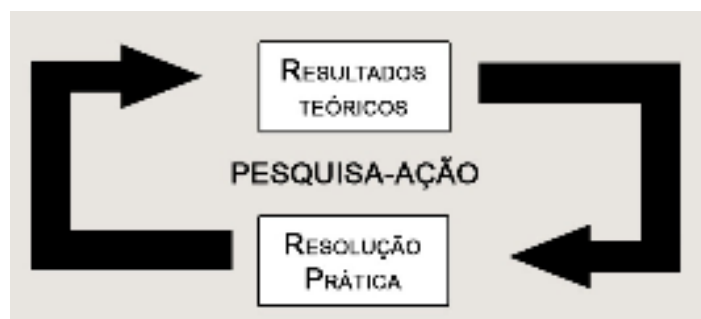 RESULTADOS
TEÓRICOS
PESQUISA-AÇÃO
RESOLUÇÃO
PRÁTICA